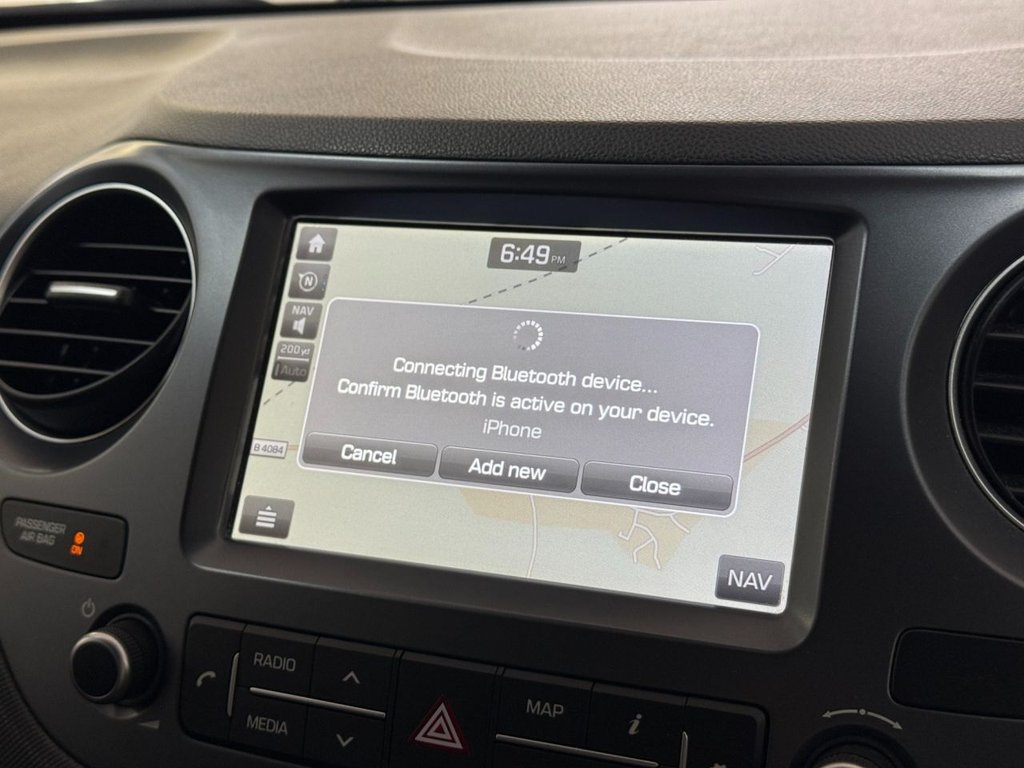 6:49 PM
N
NAV
200 yd
Auto
Connecting Bluetooth device...
Confirm Bluetooth is active on your device.
iPhone
Cancel Add new Close
B 4084
NAV
PASSENGER
AIR BAG ON
RADIO
MEDIA
MAP
i